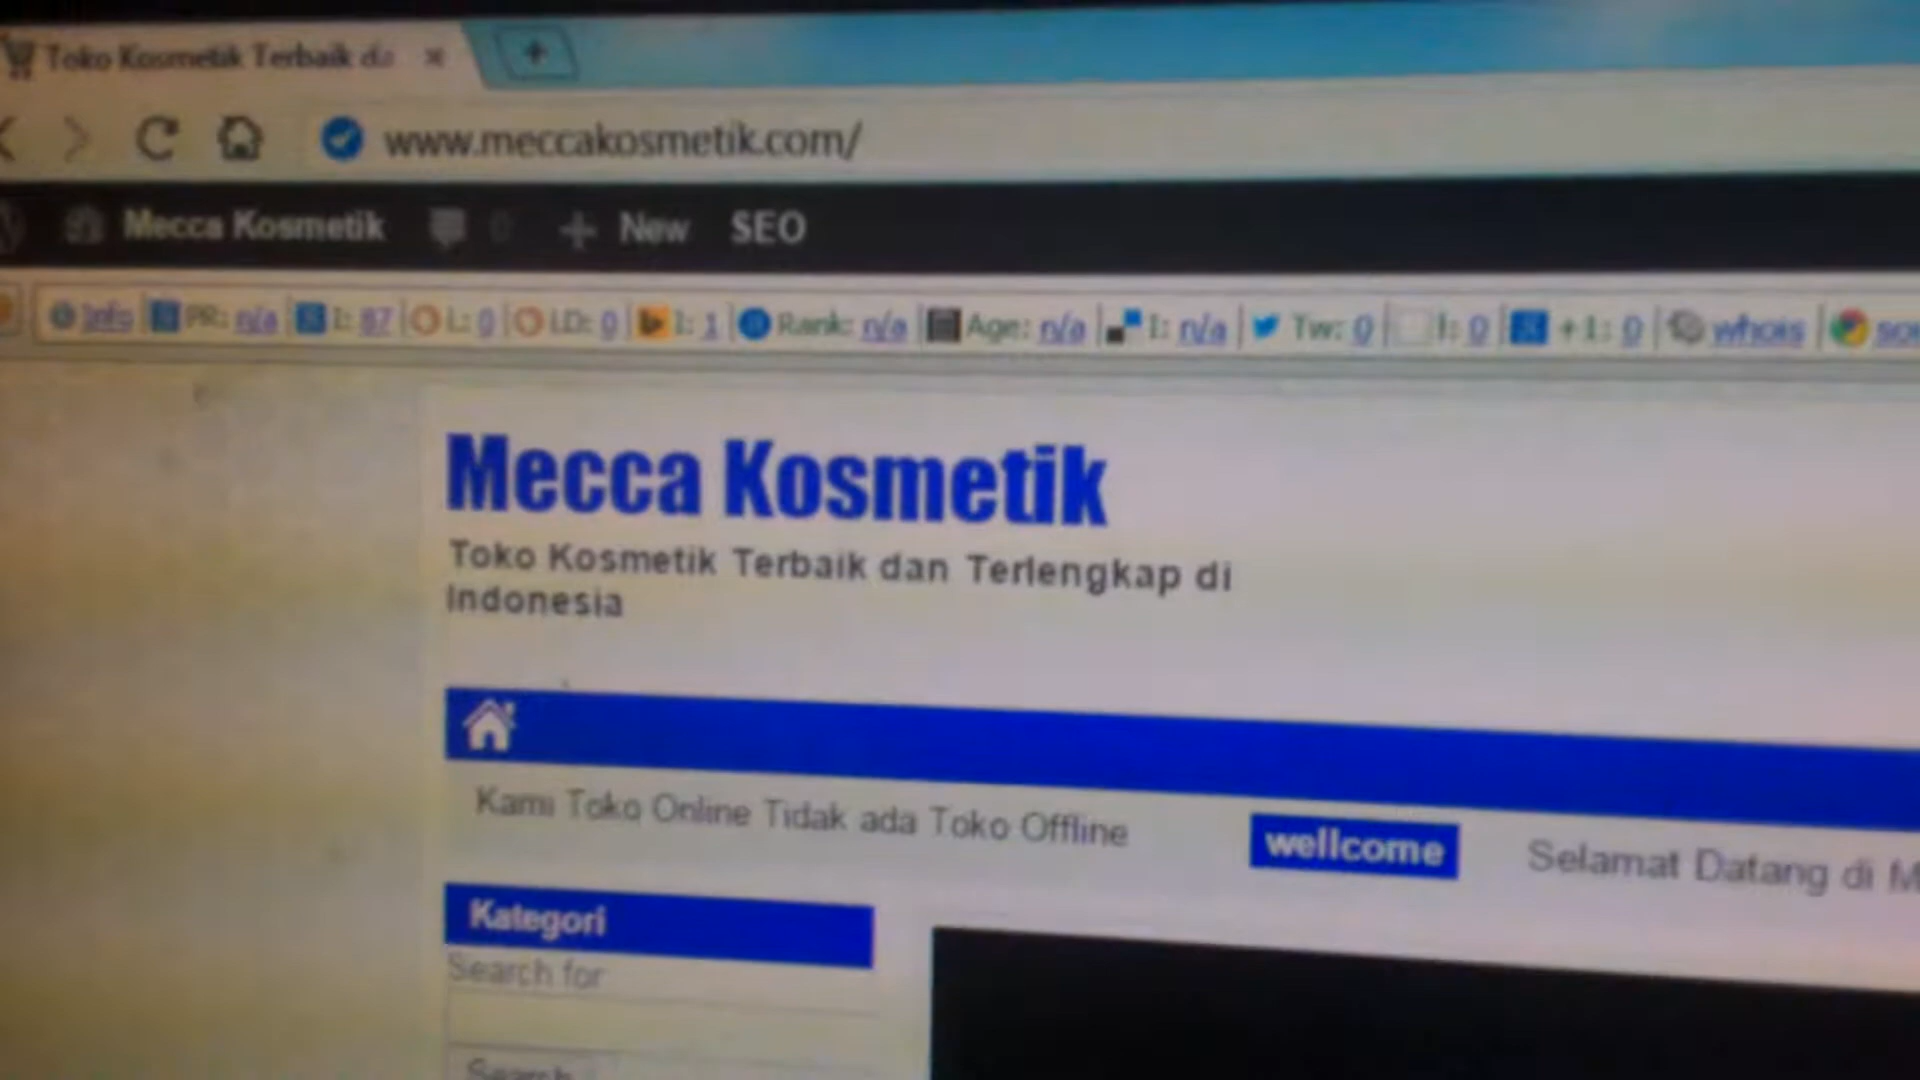 Toko Kosmetik Terbaik da
www.meccakosmetik.com/
Mecca Kosmetik 0 New SEO
Info PR: n/a I: 87 L: 0 LD: 0 I: 1 Rank: n/a Age: n/a I: n/a Tw: 0 I: 0 +1: 0 whois
Mecca Kosmetik
Toko Kosmetik Terbaik dan Terlengkap di
Indonesia
Kami Toko Online Tidak ada Toko Offline
wellcome
Selamat Datang di M
Kategori
Search for
Search